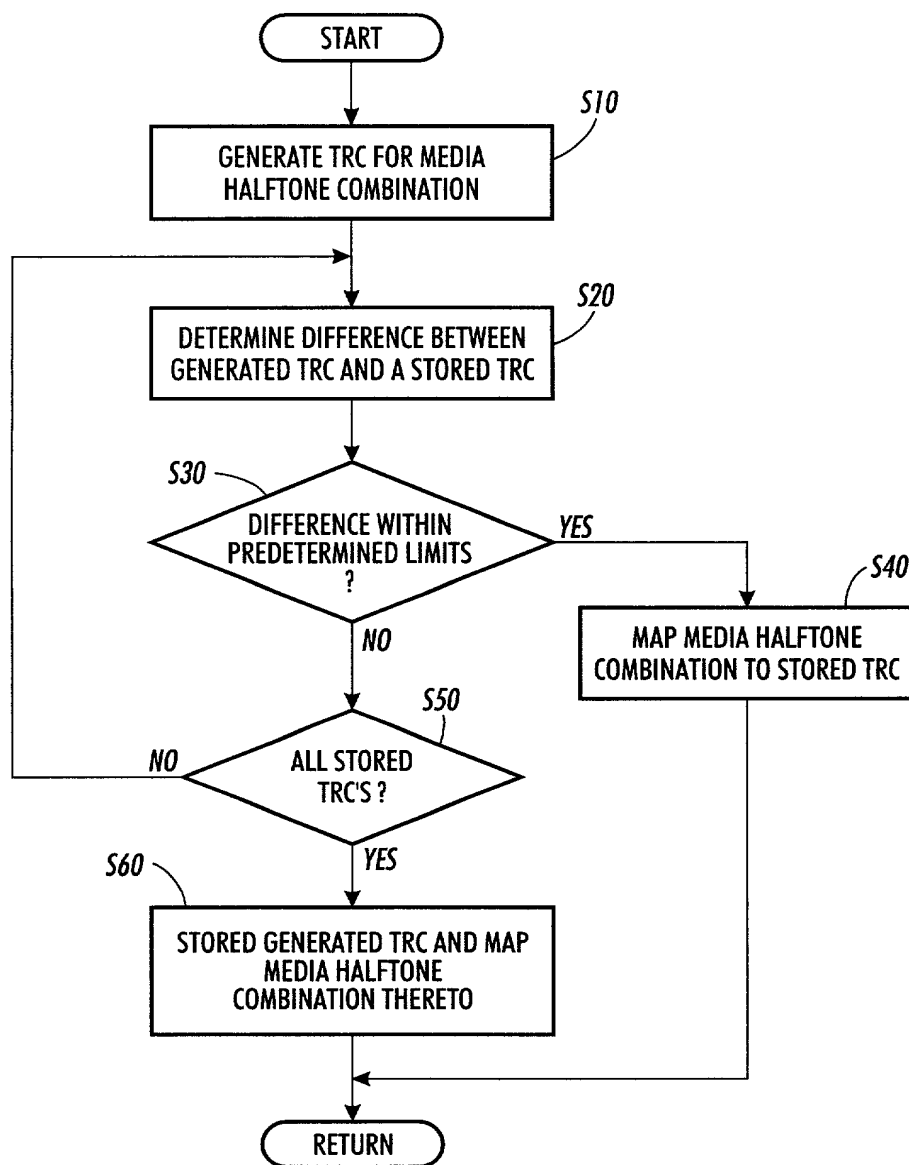 START
S10
GENERATE TRC FOR MEDIA
HALFTONE COMBINATION
S20
DETERMINE DIFFERENCE BETWEEN
GENERATED TRC AND A STORED TRC
S30
DIFFERENCE WITHIN
PREDETERMINED LIMITS
?
YES
S40
MAP MEDIA HALFTONE
COMBINATION TO STORED TRC
NO
S50
NO
ALL STORED
TRC'S ?
YES
S60
STORED GENERATED TRC AND MAP
MEDIA HALFTONE
COMBINATION THERETO
RETURN